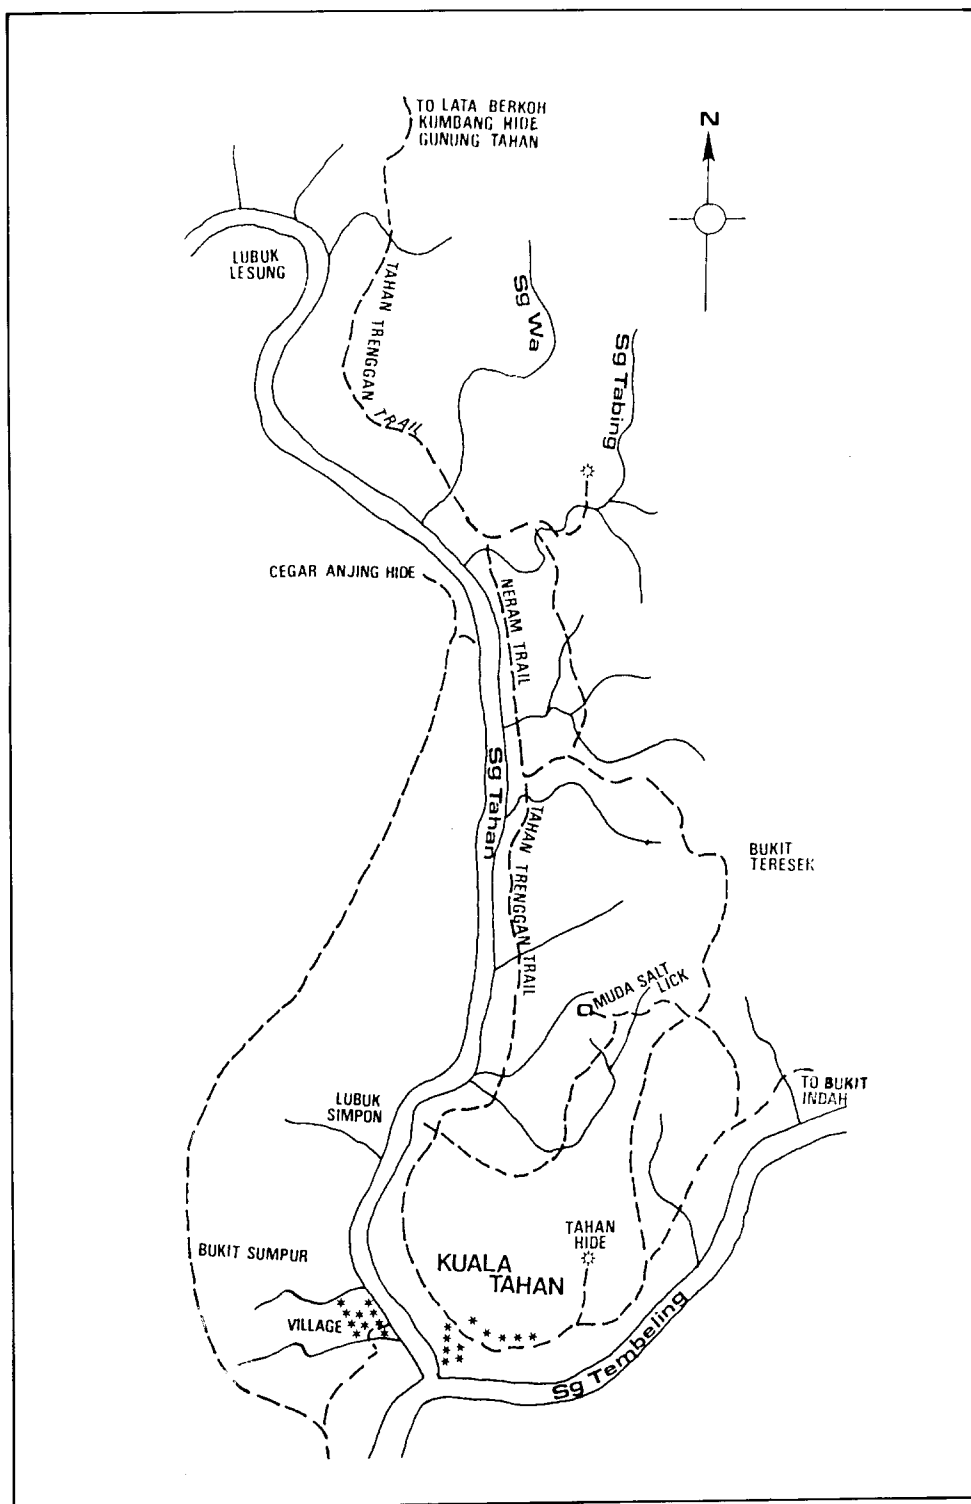 TO LATA BERKOH
KUMBANG HIDE
GUNUNG TAHAN
N
LUBUK
LESUNG
TAHAN TRENGGAN TRAIL
Sg Wa
Sg Tabing
CEGAR ANJING HIDE
NERAM TRAIL
Sg Tahan
TAHAN TRENGGAN TRAIL
BUKIT
TERESEK
MUDA SALT
LICK
LUBUK
SIMPON
TO BUKIT
INDAH
TAHAN
HIDE
BUKIT SUMPUR
KUALA
TAHAN
VILLAGE
Sg Tembeling